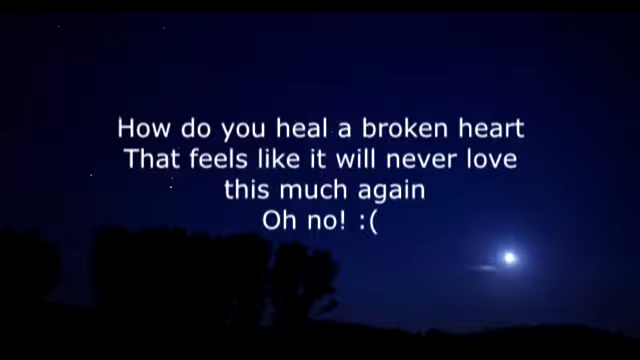 How do you heal a broken heart
That feels like it will never love
this much again
Oh no! :(